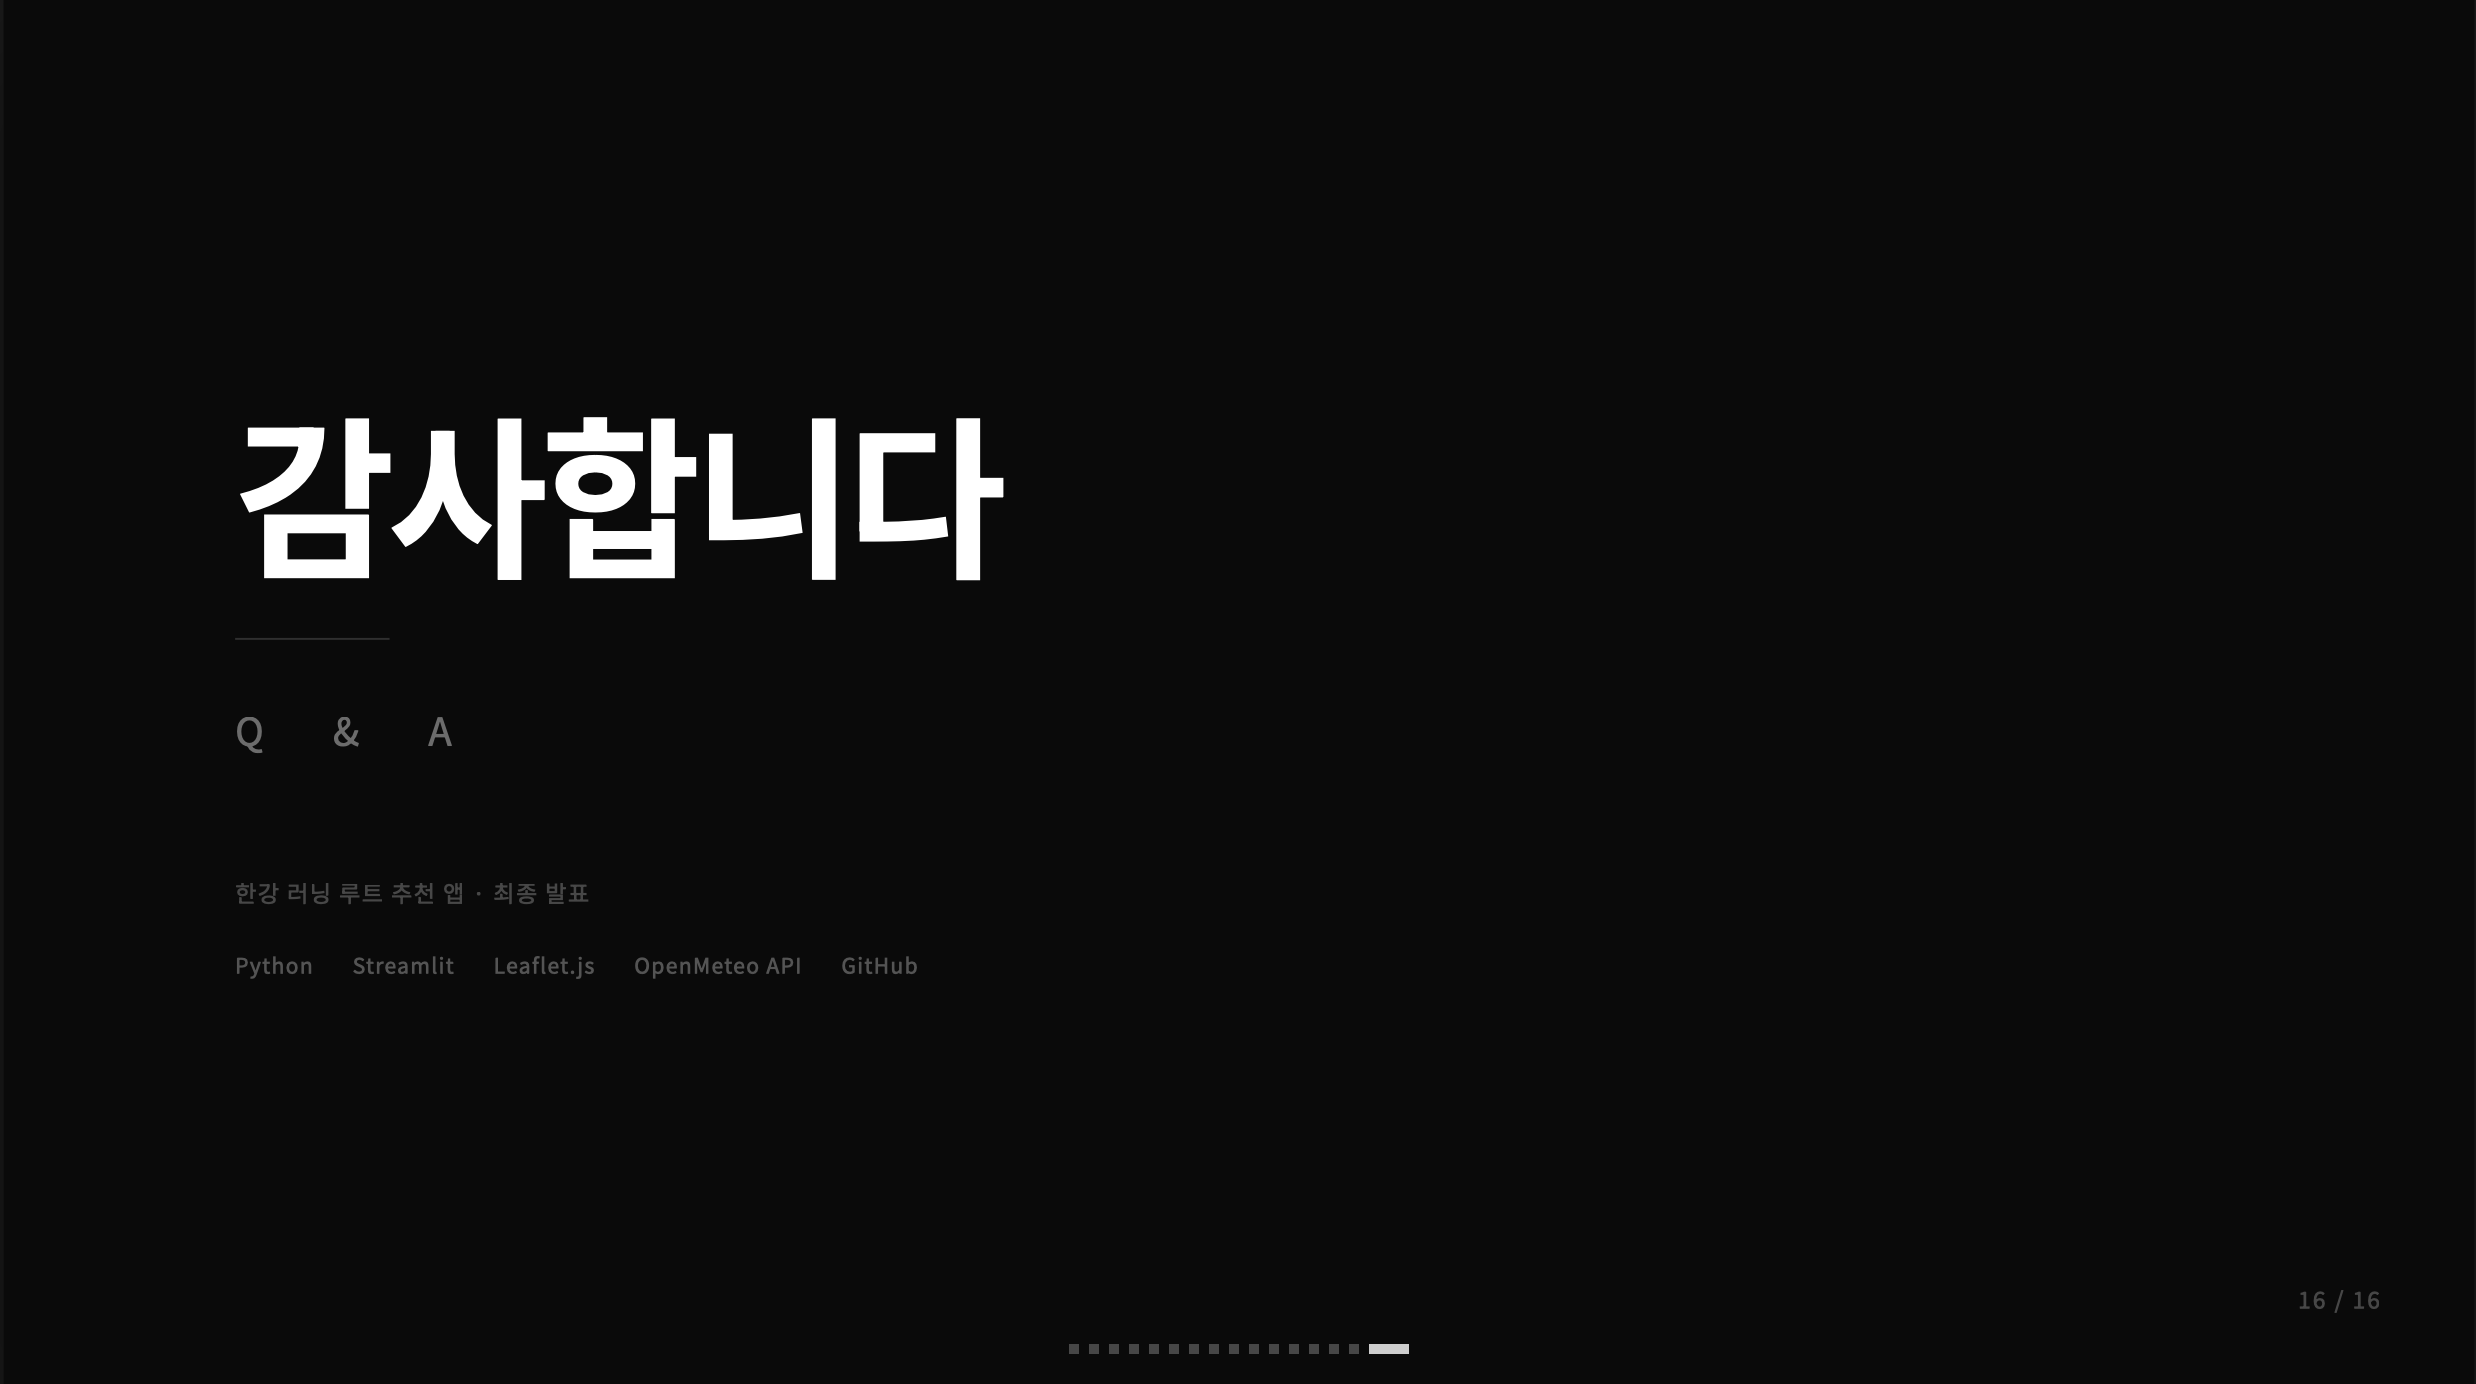 감사합니다
Q & A
한강 러닝 루트 추천 앱 · 최종 발표
Python Streamlit Leaflet.js OpenMeteo API GitHub
16 / 16